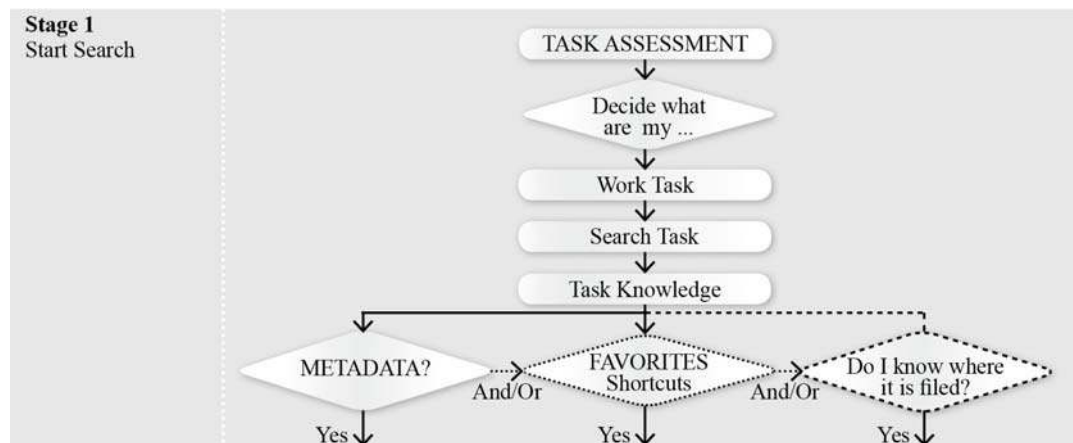 Stage 1
Start Search
TASK ASSESSMENT
Decide what
are my ...
Work Task
Search Task
Task Knowledge
METADATA?
And/Or
FAVORITES
Shortcuts
And/Or
Do I know where
it is filed?
Yes
Yes
Yes